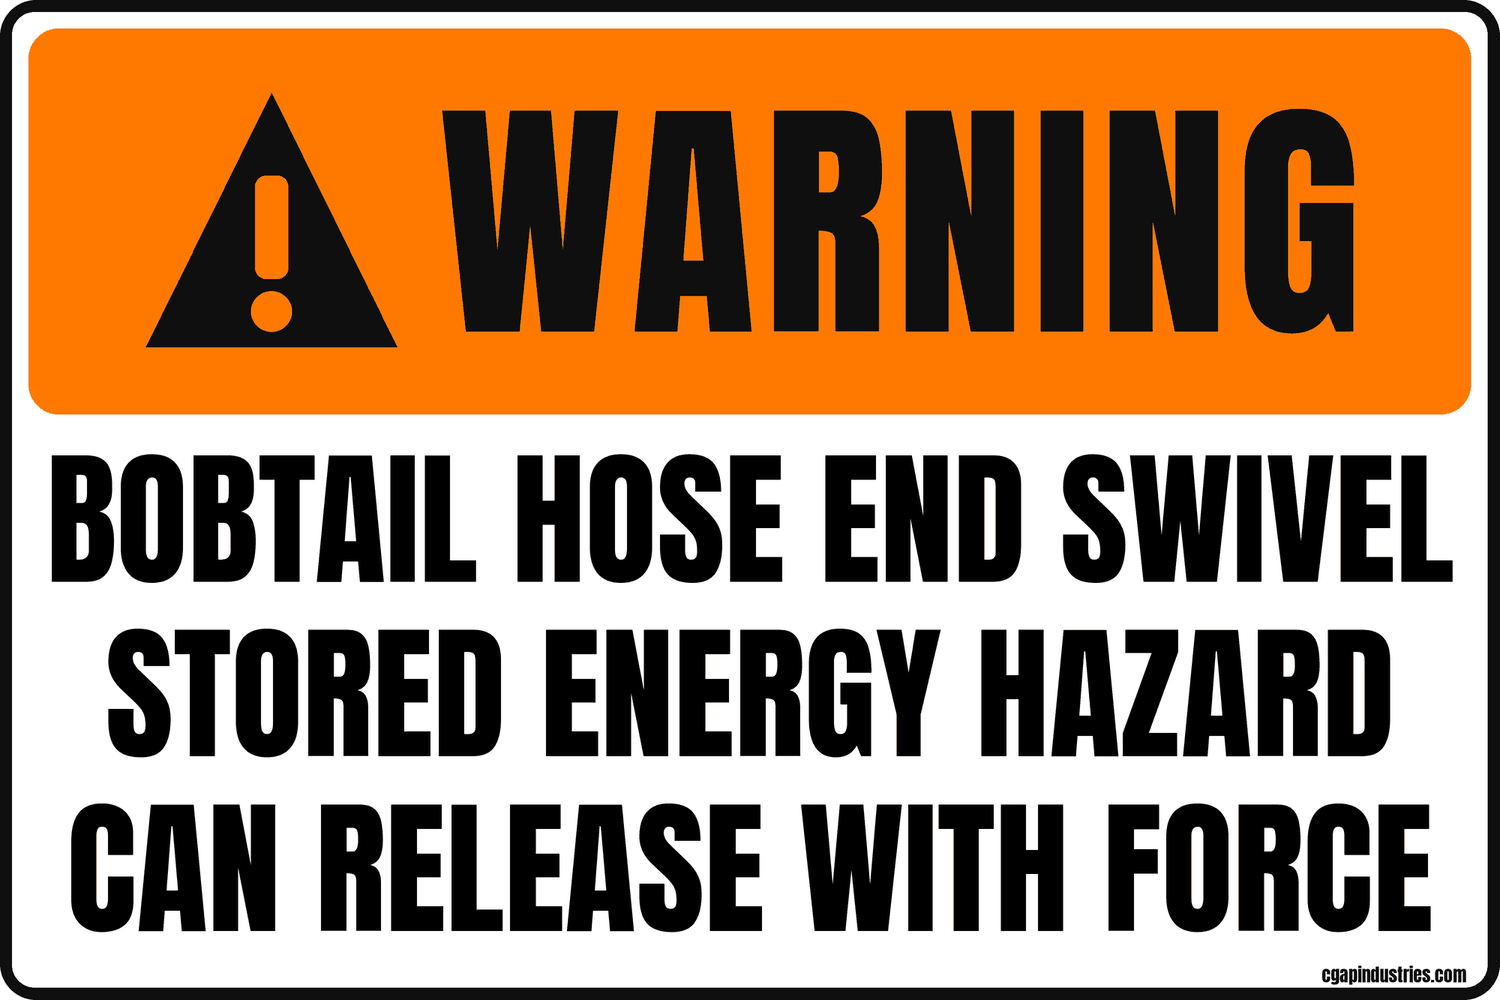 WARNING
BOBTAIL HOSE END SWIVEL
STORED ENERGY HAZARD
CAN RELEASE WITH FORCE
cgapindustries.com